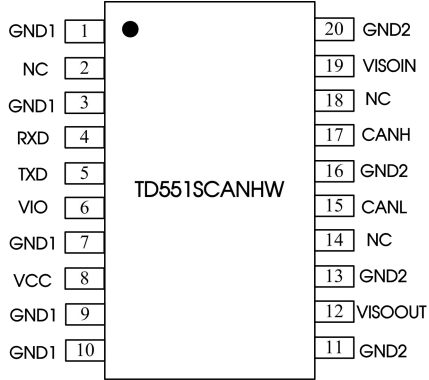 GND1 1 20 GND2
NC 2 19 VISOIN
GND1 3 18 NC
RXD 4 17 CANH
TXD 5 16 GND2
TD551SCANHW
VIO 6 15 CANL
GND1 7 14 NC
VCC 8 13 GND2
GND1 9 12 VISOOUT
GND1 10 11 GND2